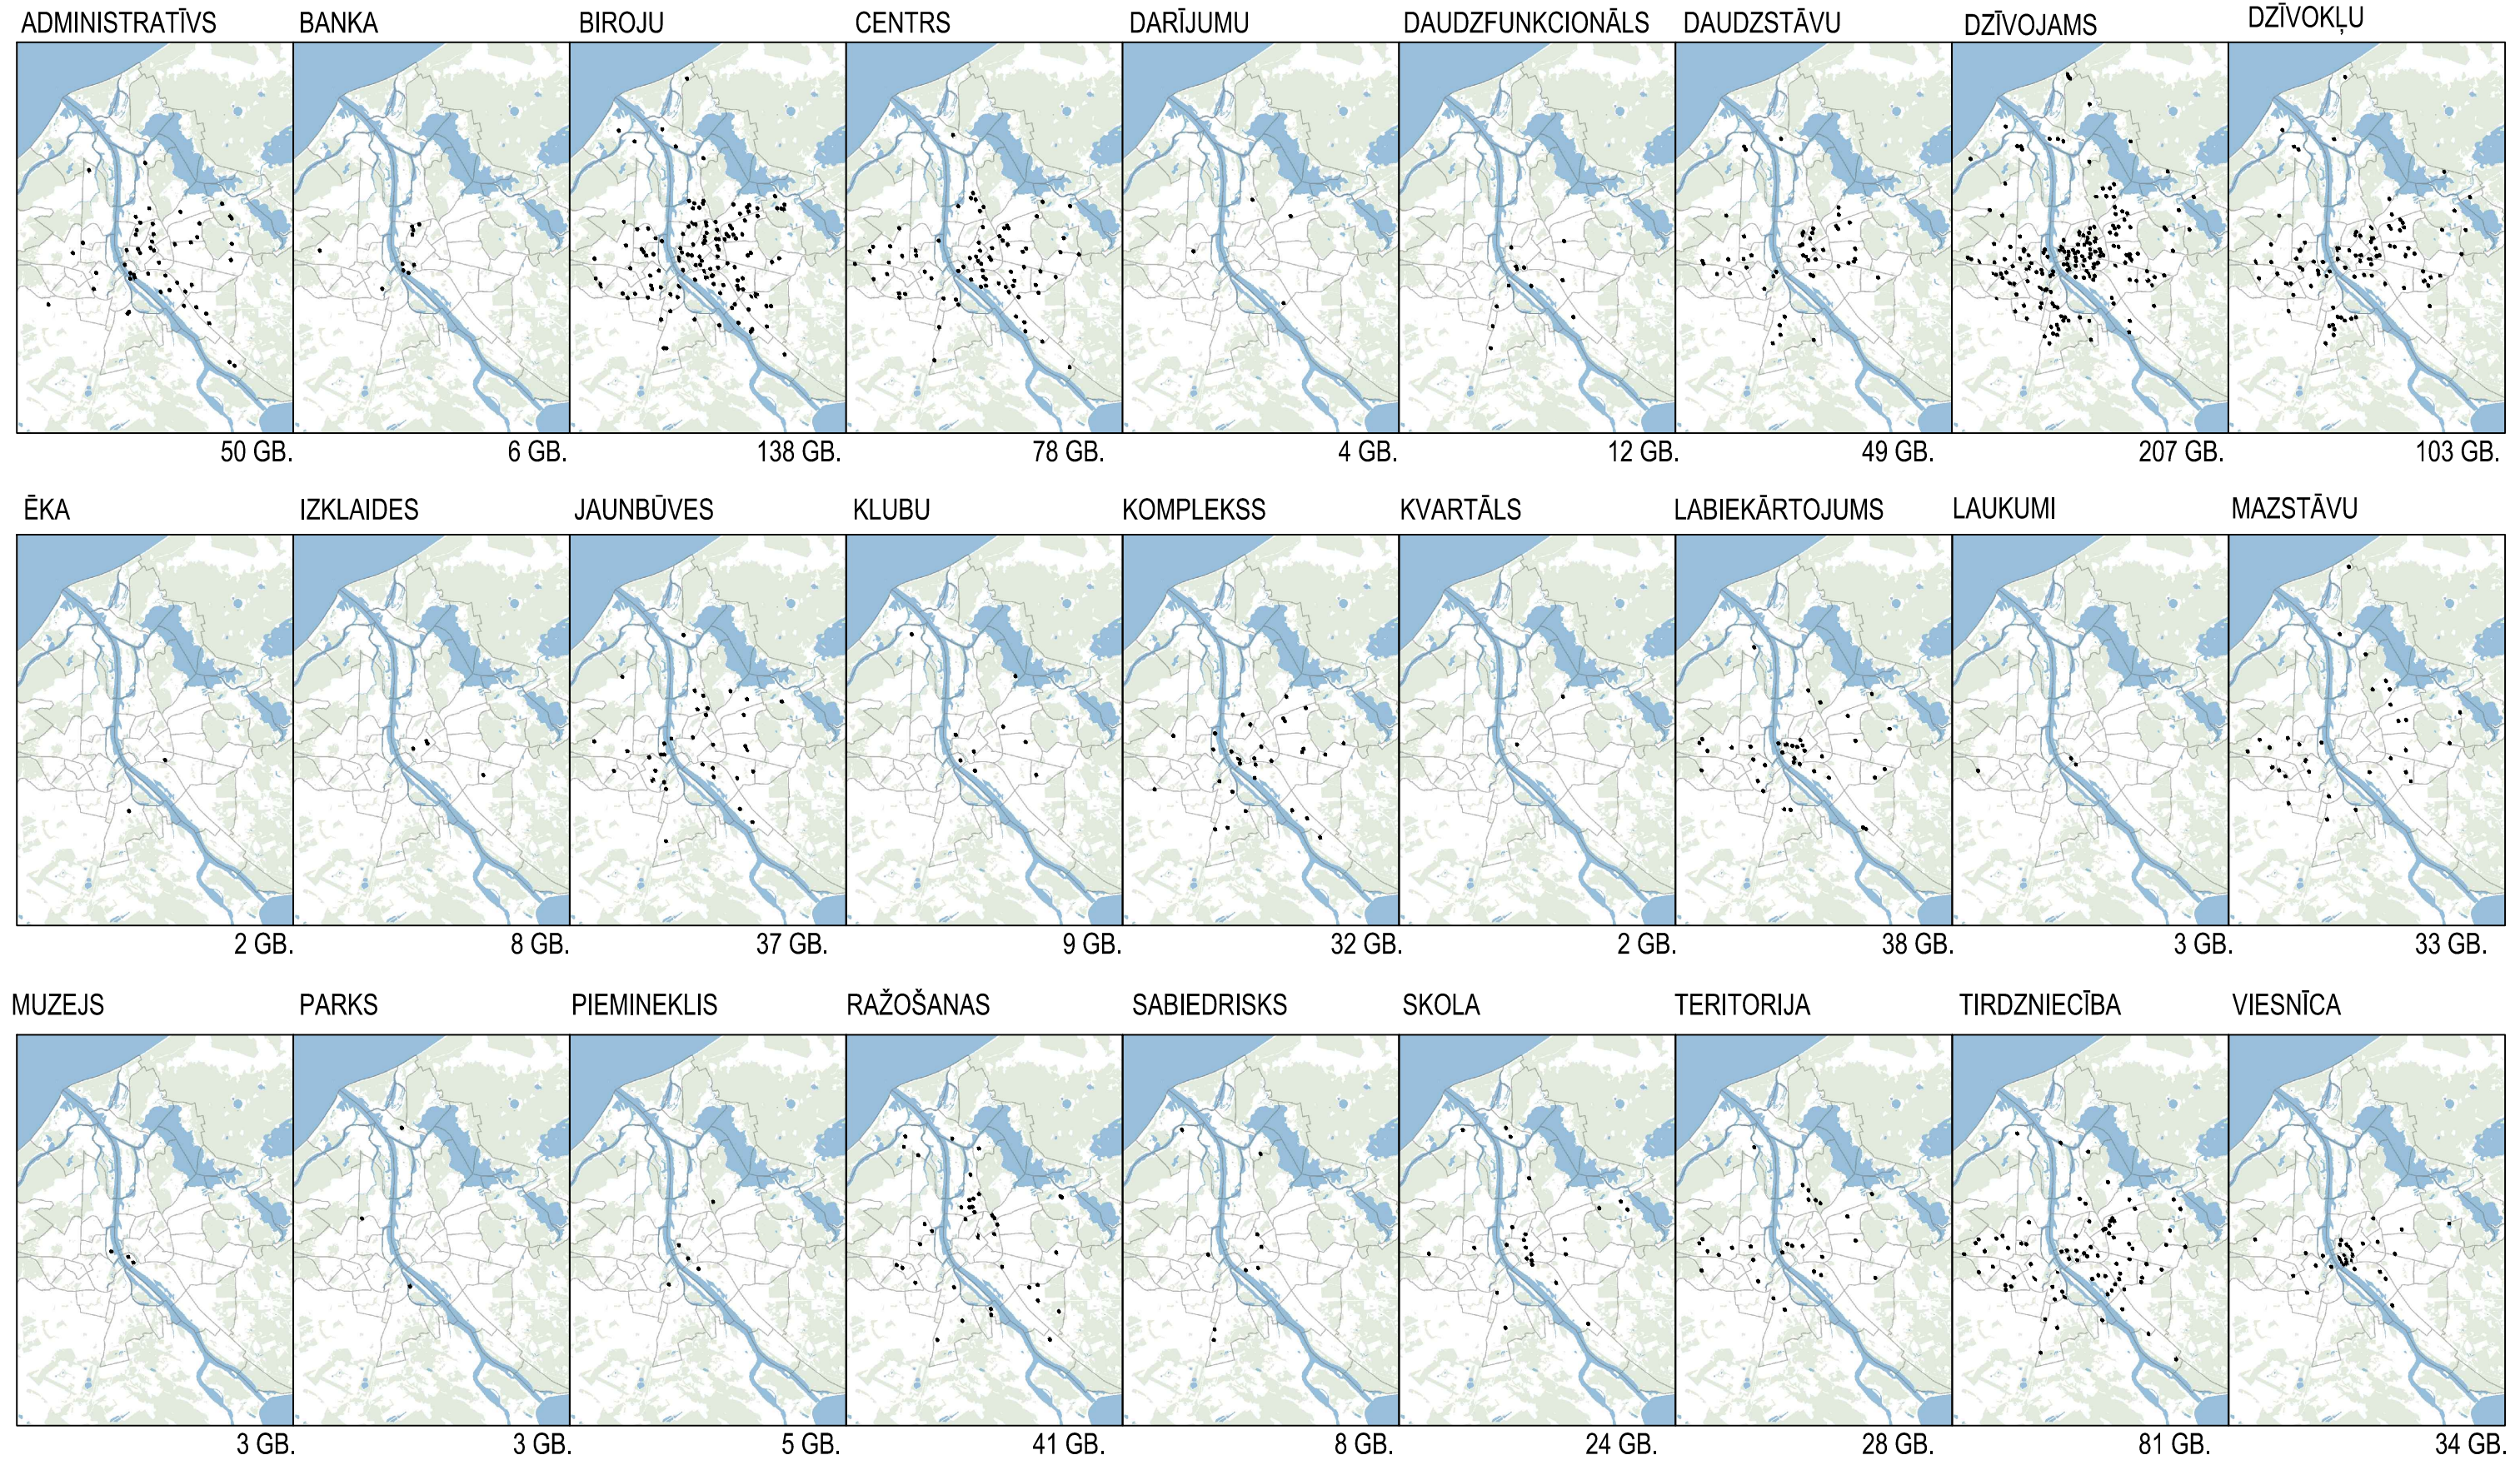 ADMINISTRATĪVS
BANKA
BIROJU
CENTRS
DARĪJUMU
DAUDZFUNKCIONĀLS
DAUDZSTĀVU
DZĪVOJAMS
DZĪVOKĻU
50 GB.
6 GB.
138 GB.
78 GB.
4 GB.
12 GB.
49 GB.
207 GB.
103 GB.
ĒKA
IZKLAIDES
JAUNBŪVES
KLUBU
KOMPLEKSS
KVARTĀLS
LABIEKĀRTOJUMS
LAUKUMI
MAZSTĀVU
2 GB.
8 GB.
37 GB.
9 GB.
32 GB.
2 GB.
38 GB.
3 GB.
33 GB.
MUZEJS
PARKS
PIEMINEKLIS
RAŽOŠANAS
SABIEDRISKS
SKOLA
TERITORIJA
TIRDZNIECĪBA
VIESNĪCA
3 GB.
3 GB.
5 GB.
41 GB.
8 GB.
24 GB.
28 GB.
81 GB.
34 GB.